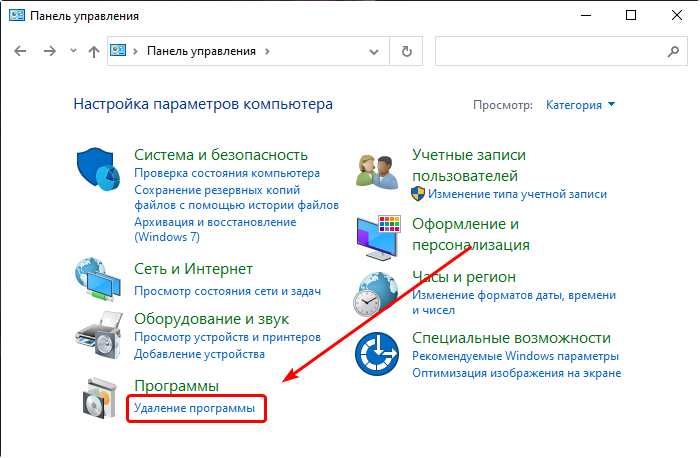 Панель управления
Панель управления
Настройка параметров компьютера
Просмотр: Категория
Система и безопасность
Проверка состояния компьютера
Сохранение резервных копий
файлов с помощью истории файлов
Архивация и восстановление
(Windows 7)
Сеть и Интернет
Просмотр состояния сети и задач
Оборудование и звук
Просмотр устройств и принтеров
Добавление устройства
Программы
Удаление программы
Учетные записи
пользователей
Изменение типа учетной записи
Оформление и
персонализация
Часы и регион
Изменение форматов даты, времени
и чисел
Специальные возможности
Рекомендуемые Windows параметры
Оптимизация изображения на экране